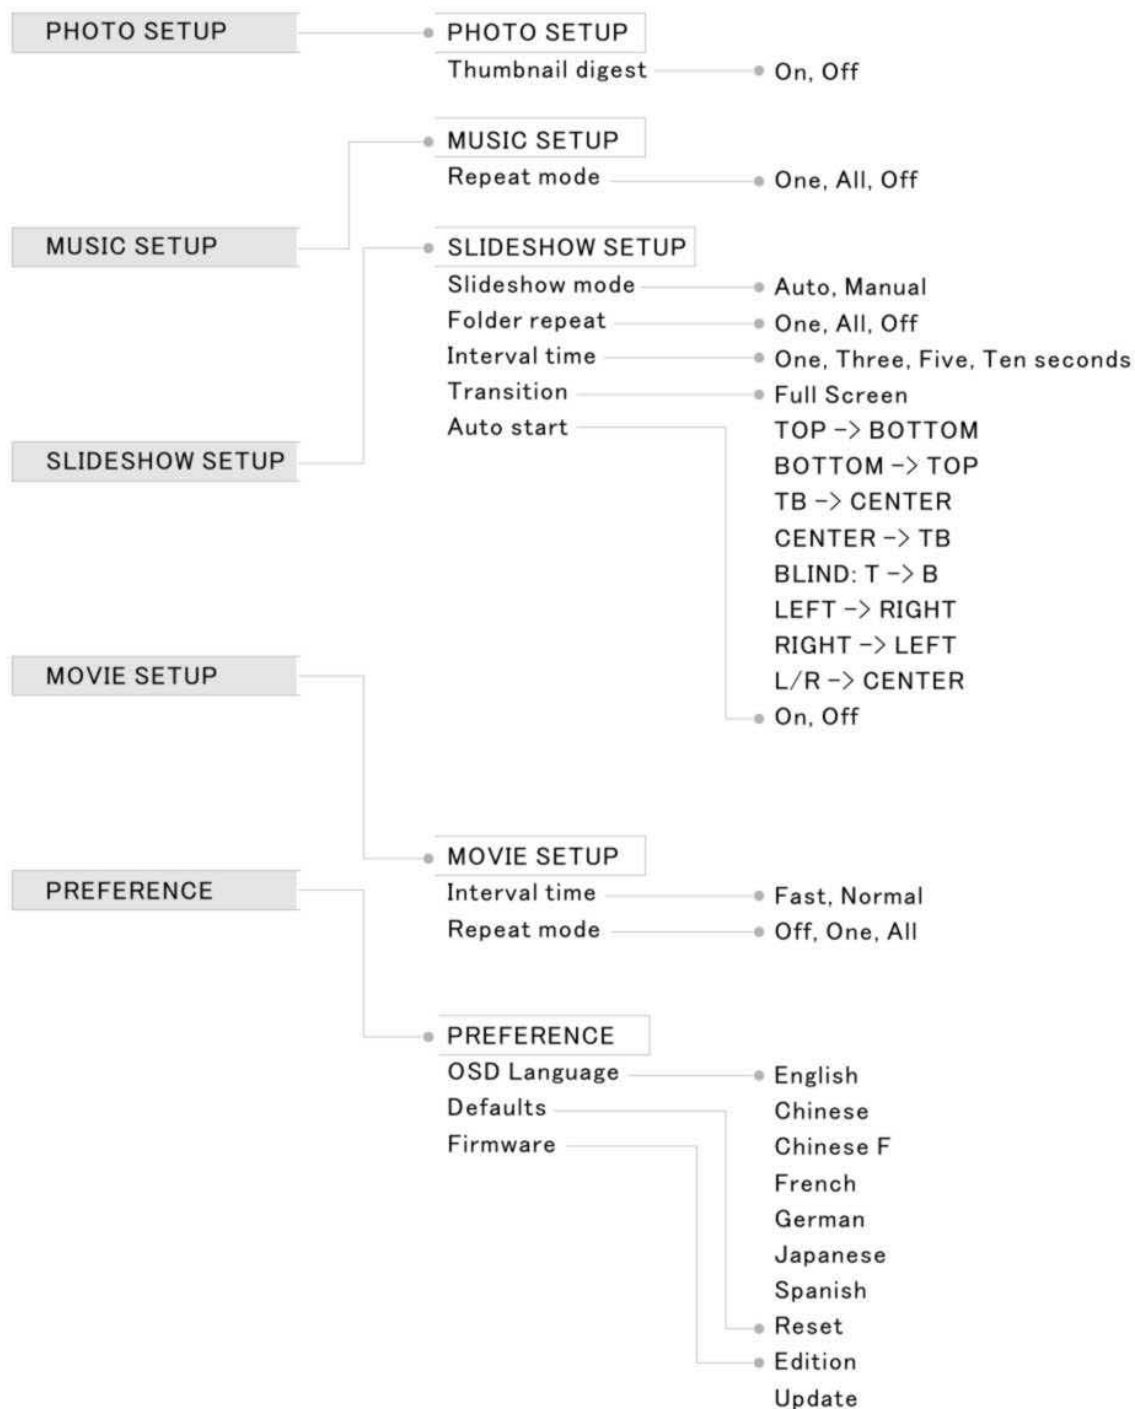 PHOTO SETUP
PHOTO SETUP
Thumbnail digest
On, Off
MUSIC SETUP
Repeat mode
One, All, Off
MUSIC SETUP
SLIDESHOW SETUP
Slideshow mode
Auto, Manual
Folder repeat
One, All, Off
Interval time
One, Three, Five, Ten seconds
Transition
Full Screen
Auto start
TOP -> BOTTOM
SLIDESHOW SETUP
BOTTOM -> TOP
TB -> CENTER
CENTER -> TB
BLIND: T -> B
LEFT -> RIGHT
RIGHT -> LEFT
MOVIE SETUP
L/R -> CENTER
On, Off
MOVIE SETUP
PREFERENCE
Interval time
Fast, Normal
Repeat mode
Off, One, All
PREFERENCE
OSD Language
English
Defaults
Chinese
Firmware
Chinese F
French
German
Japanese
Spanish
Reset
Edition
Update